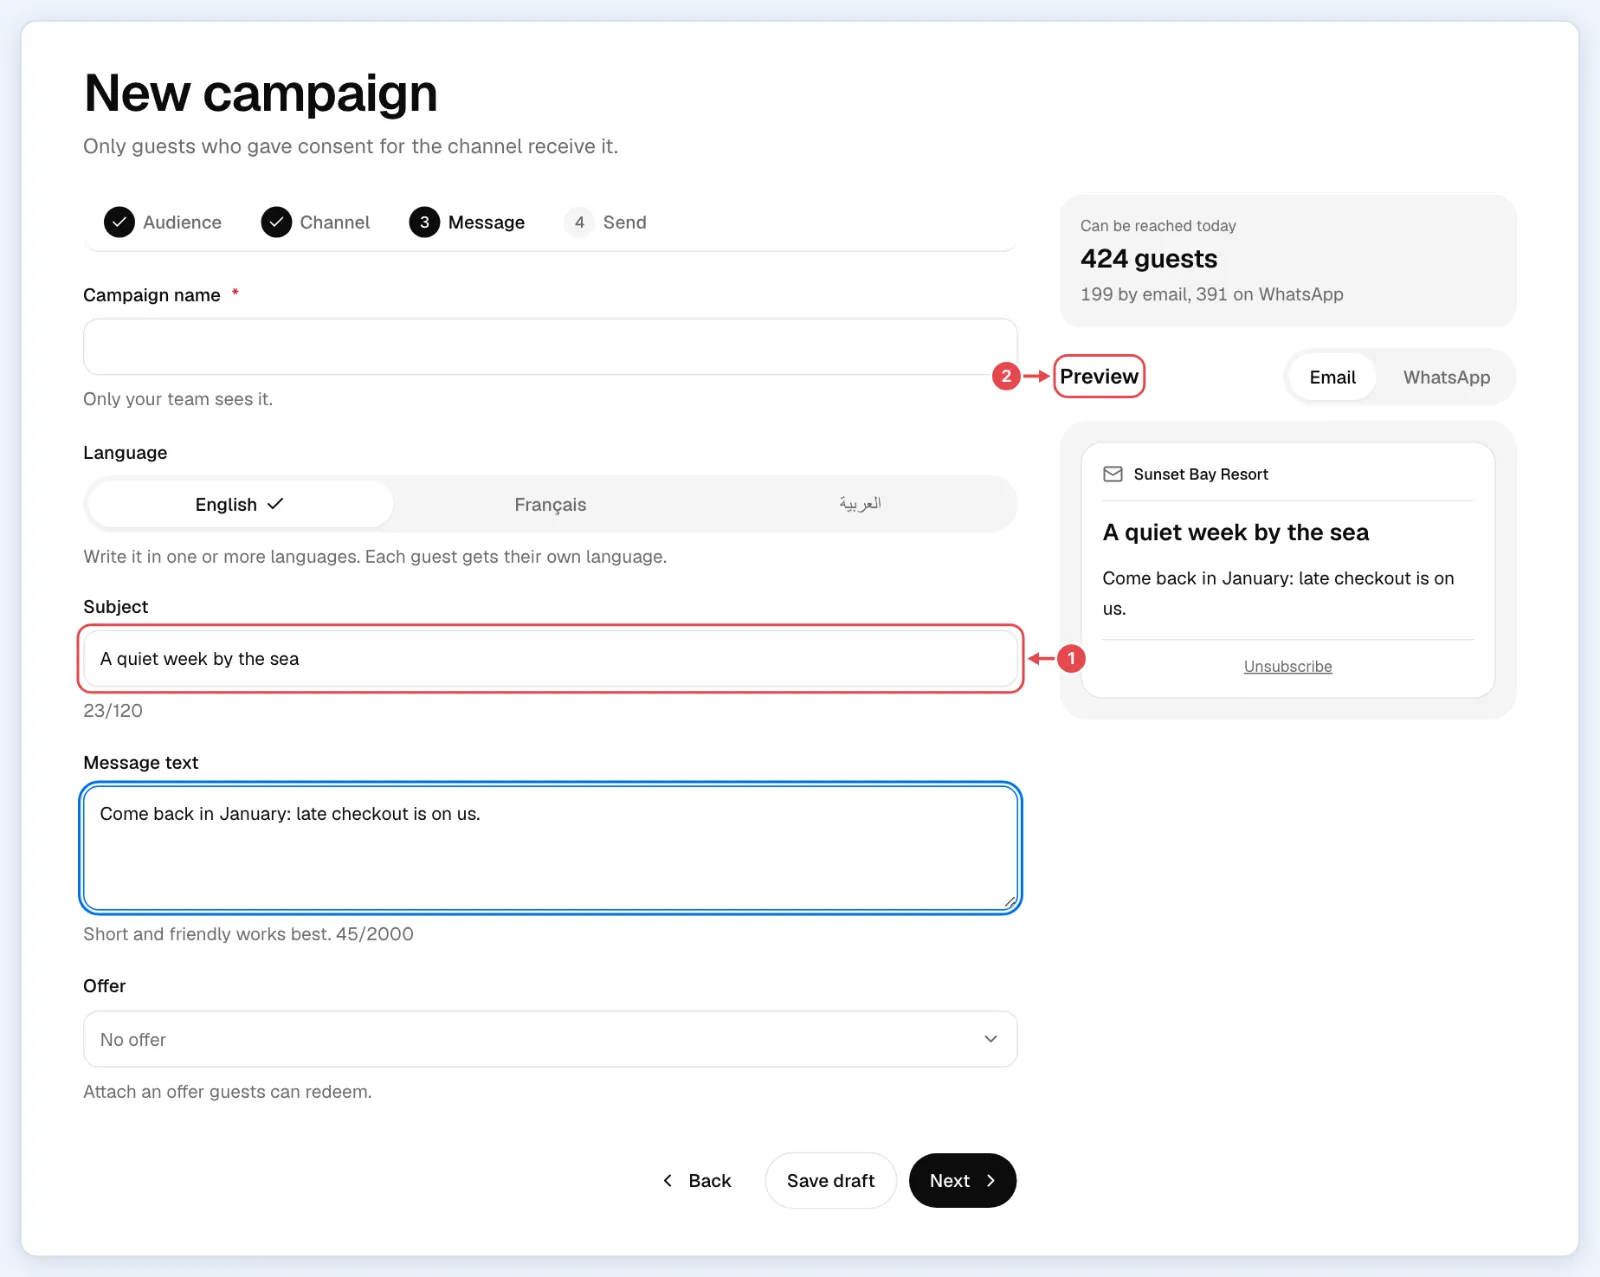 New campaign
Only guests who gave consent for the channel receive it.
Audience
Channel
3 Message
4 Send
Campaign name *
Only your team sees it.
Language
English
Français
العربية
Write it in one or more languages. Each guest gets their own language.
Subject
A quiet week by the sea
1
23/120
Message text
Come back in January: late checkout is on us.
Short and friendly works best. 45/2000
Offer
No offer
Attach an offer guests can redeem.
Back
Save draft
Next
Can be reached today
424 guests
199 by email, 391 on WhatsApp
2
Preview
Email
WhatsApp
Sunset Bay Resort
A quiet week by the sea
Come back in January: late checkout is on
us.
Unsubscribe